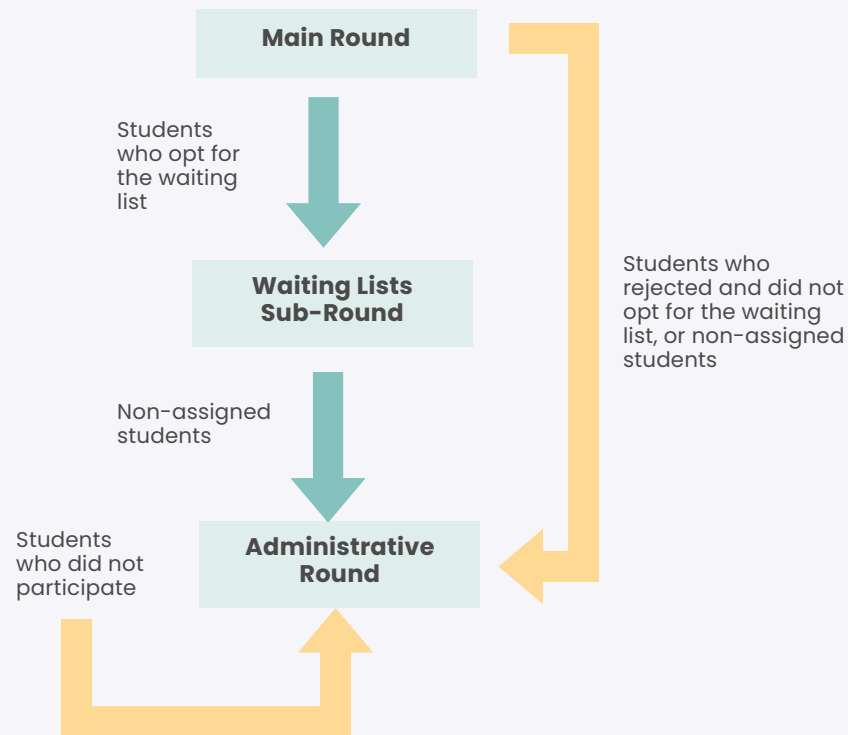 Main Round
Students
who opt for
the waiting
list
Waiting Lists
Sub-Round
Students who
rejected and did not
opt for the waiting
list, or non-assigned
students
Non-assigned
students
Administrative
Round
Students
who did not
participate